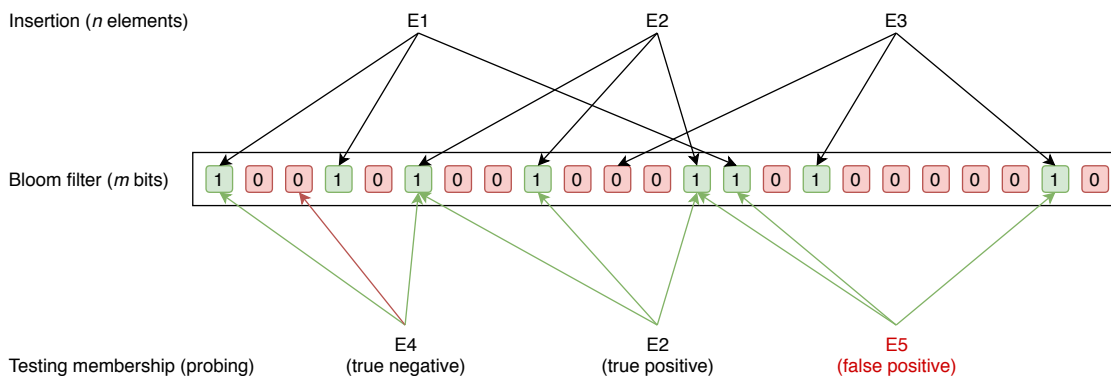 Insertion (n elements) E1 E2 E3
Bloom filter (m bits) 1 0 0 1 0 1 0 0 1 0 0 0 1 1 0 1 0 0 0 0 0 1 0
E4 E2 E5
Testing membership (probing) (true negative) (true positive) (false positive)